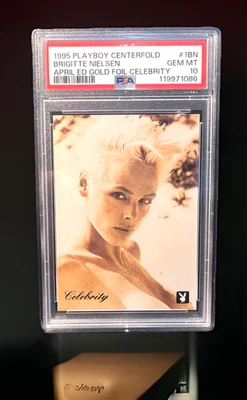 1995 PLAYBOY CENTERFOLD #1BN
BRIGITTE NIELSEN GEM MT
APRIL ED GOLD FOIL CELEBRITY 10
PSA 119971086
Celebrity